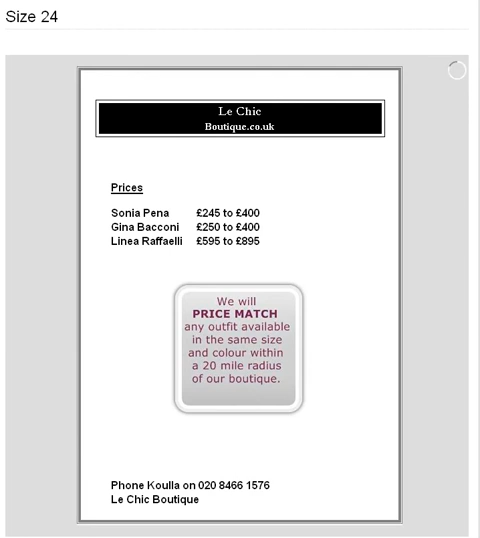 Size 24
Le Chic
Boutique.co.uk
Prices
Sonia Pena £245 to £400
Gina Bacconi £250 to £400
Linea Raffaelli £595 to £895
We will
PRICE MATCH
any outfit available
in the same size
and colour within
a 20 mile radius
of our boutique.
Phone Koulla on 020 8466 1576
Le Chic Boutique